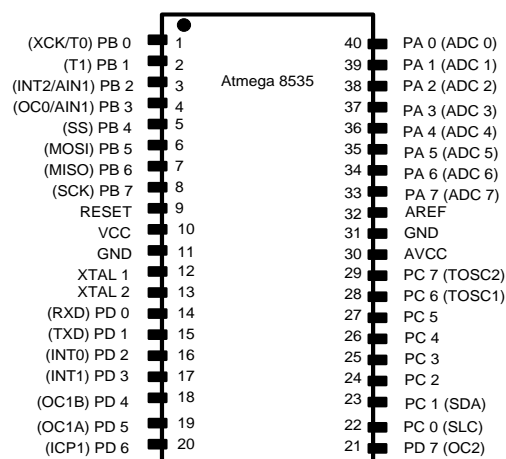 Atmega 8535
(XCK/T0) PB 0 1
(T1) PB 1 2
(INT2/AIN1) PB 2 3
(OC0/AIN1) PB 3 4
(SS) PB 4 5
(MOSI) PB 5 6
(MISO) PB 6 7
(SCK) PB 7 8
RESET 9
VCC 10
GND 11
XTAL 1 12
XTAL 2 13
(RXD) PD 0 14
(TXD) PD 1 15
(INT0) PD 2 16
(INT1) PD 3 17
(OC1B) PD 4 18
(OC1A) PD 5 19
(ICP1) PD 6 20
40 PA 0 (ADC 0)
39 PA 1 (ADC 1)
38 PA 2 (ADC 2)
37 PA 3 (ADC 3)
36 PA 4 (ADC 4)
35 PA 5 (ADC 5)
34 PA 6 (ADC 6)
33 PA 7 (ADC 7)
32 AREF
31 GND
30 AVCC
29 PC 7 (TOSC2)
28 PC 6 (TOSC1)
27 PC 5
26 PC 4
25 PC 3
24 PC 2
23 PC 1 (SDA)
22 PC 0 (SLC)
21 PD 7 (OC2)